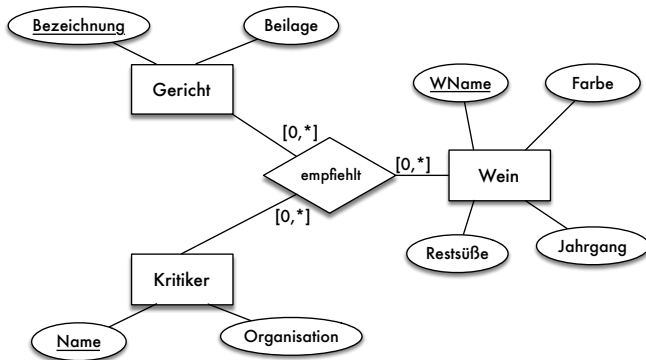 Bezeichnung
Beilage
Gericht
WName
Farbe
[0,*]
[0,*]
empfiehlt
Wein
[0,*]
Restsüße
Jahrgang
Kritiker
Name
Organisation